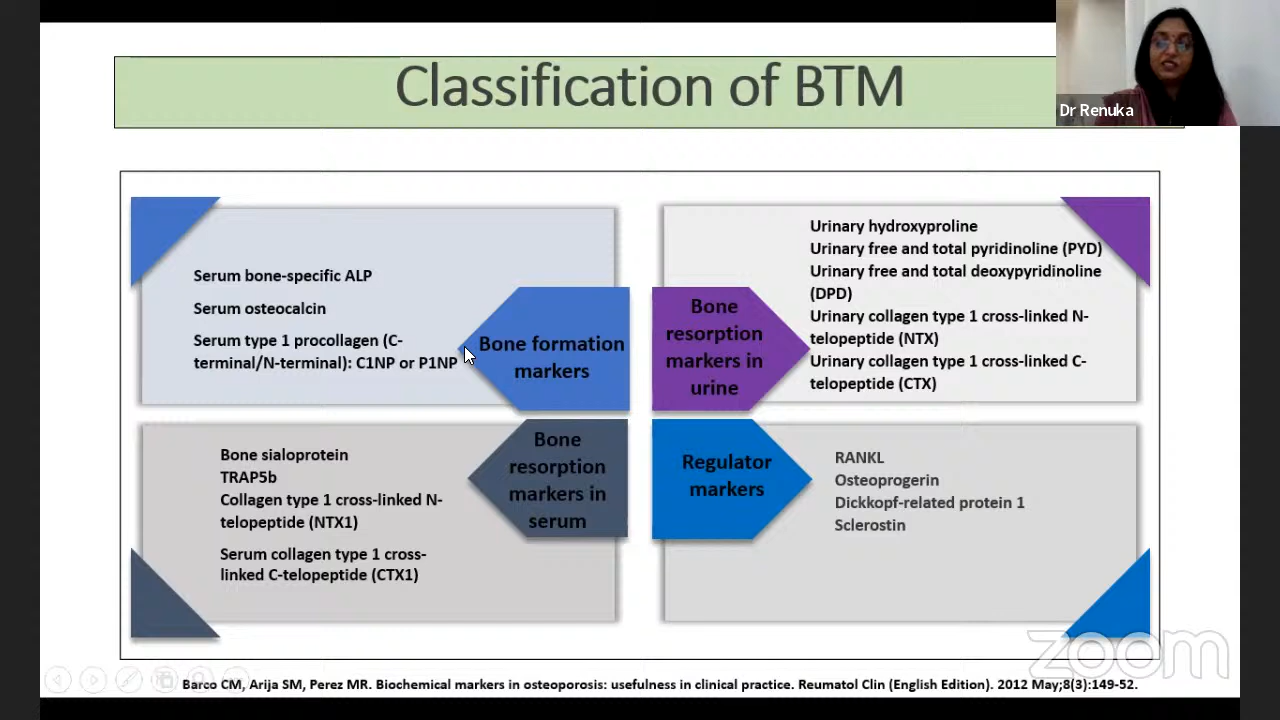 Classification of BTM
Dr Renuka
Serum bone-specific ALP
Serum osteocalcin
Serum type 1 procollagen (C-
terminal/N-terminal): C1NP or P1NP
Bone formation
markers
Bone
resorption
markers in
urine
Urinary hydroxyproline
Urinary free and total pyridinoline (PYD)
Urinary free and total deoxypyridinoline
(DPD)
Urinary collagen type 1 cross-linked N-
telopeptide (NTX)
Urinary collagen type 1 cross-linked C-
telopeptide (CTX)
Bone sialoprotein
TRAP5b
Collagen type 1 cross-linked N-
telopeptide (NTX1)
Serum collagen type 1 cross-
linked C-telopeptide (CTX1)
Bone
resorption
markers in
serum
Regulator
markers
RANKL
Osteoprogerin
Dickkopf-related protein 1
Sclerostin
zoom
Barco CM, Arija SM, Perez MR. Biochemical markers in osteoporosis: usefulness in clinical practice. Reumatol Clin (English Edition). 2012 May;8(3):149-52.